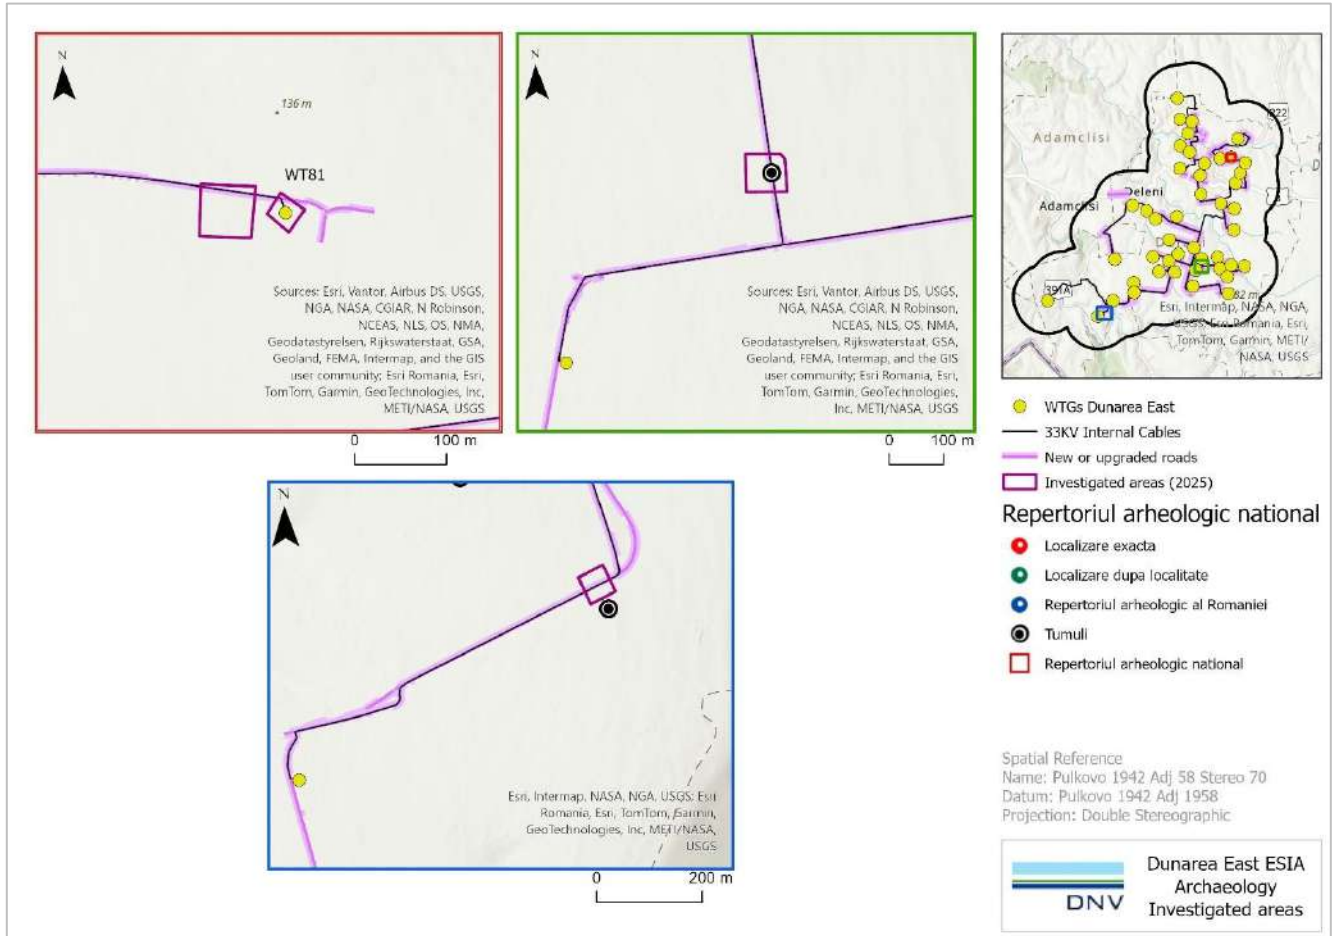 N
136 m
WT81
Sources: Esri, Vantor, Airbus DS, USGS,
NGA, NASA, CGIAR, N Robinson,
NCEAS, NLS, OS, NMA,
Geodatastyrelsen, Rijkswaterstaat, GSA,
Geoland, FEMA, Intermap, and the GIS
user community; Esri Romania, Esri,
TomTom, Garmin, GeoTechnologies, Inc,
METI/NASA, USGS
0 100 m
N
Sources: Esri, Vantor, Airbus DS, USGS,
NGA, NASA, CGIAR, N Robinson,
NCEAS, NLS, OS, NMA,
Geodatastyrelsen, Rijkswaterstaat, GSA,
Geoland, FEMA, Intermap, and the GIS
user community; Esri Romania, Esri,
TomTom, Garmin, GeoTechnologies,
Inc, METI/NASA, USGS
0 100 m
Adamclisi
Deleni
Adamclisi
391A
82 m
Esri, Intermap, NASA, NGA,
USGS; Esri Romania, Esri,
TomTom, Garmin, METI/
NASA, USGS
N
Esri, Intermap, NASA, NGA, USGS; Esri
Romania, Esri, TomTom, Garmin,
GeoTechnologies, Inc, METI/NASA,
USGS
0 200 m
WTGs Dunarea East
33KV Internal Cables
New or upgraded roads
Investigated areas (2025)
Repertoriul arheologic national
Localizare exacta
Localizare dupa localitate
Repertoriul arheologic al Romaniei
Tumuli
Repertoriul arheologic national
Spatial Reference
Name: Pulkovo 1942 Adj 58 Stereo 70
Datum: Pulkovo 1942 Adj 1958
Projection: Double Stereographic
DNV
Dunarea East ESIA
Archaeology
Investigated areas